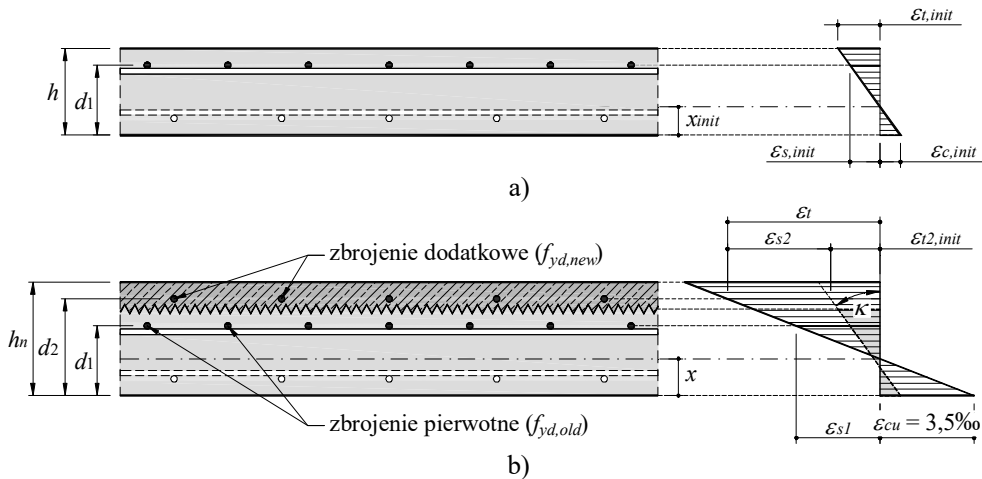 εt,init
h
d1
xinit
εs,init
εc,init
a)
εt
εs2
εt2,init
zbrojenie dodatkowe (fyd,new)
κ
hn
d2
d1
x
zbrojenie pierwotne (fyd,old)
εs1
εcu = 3,5‰
b)